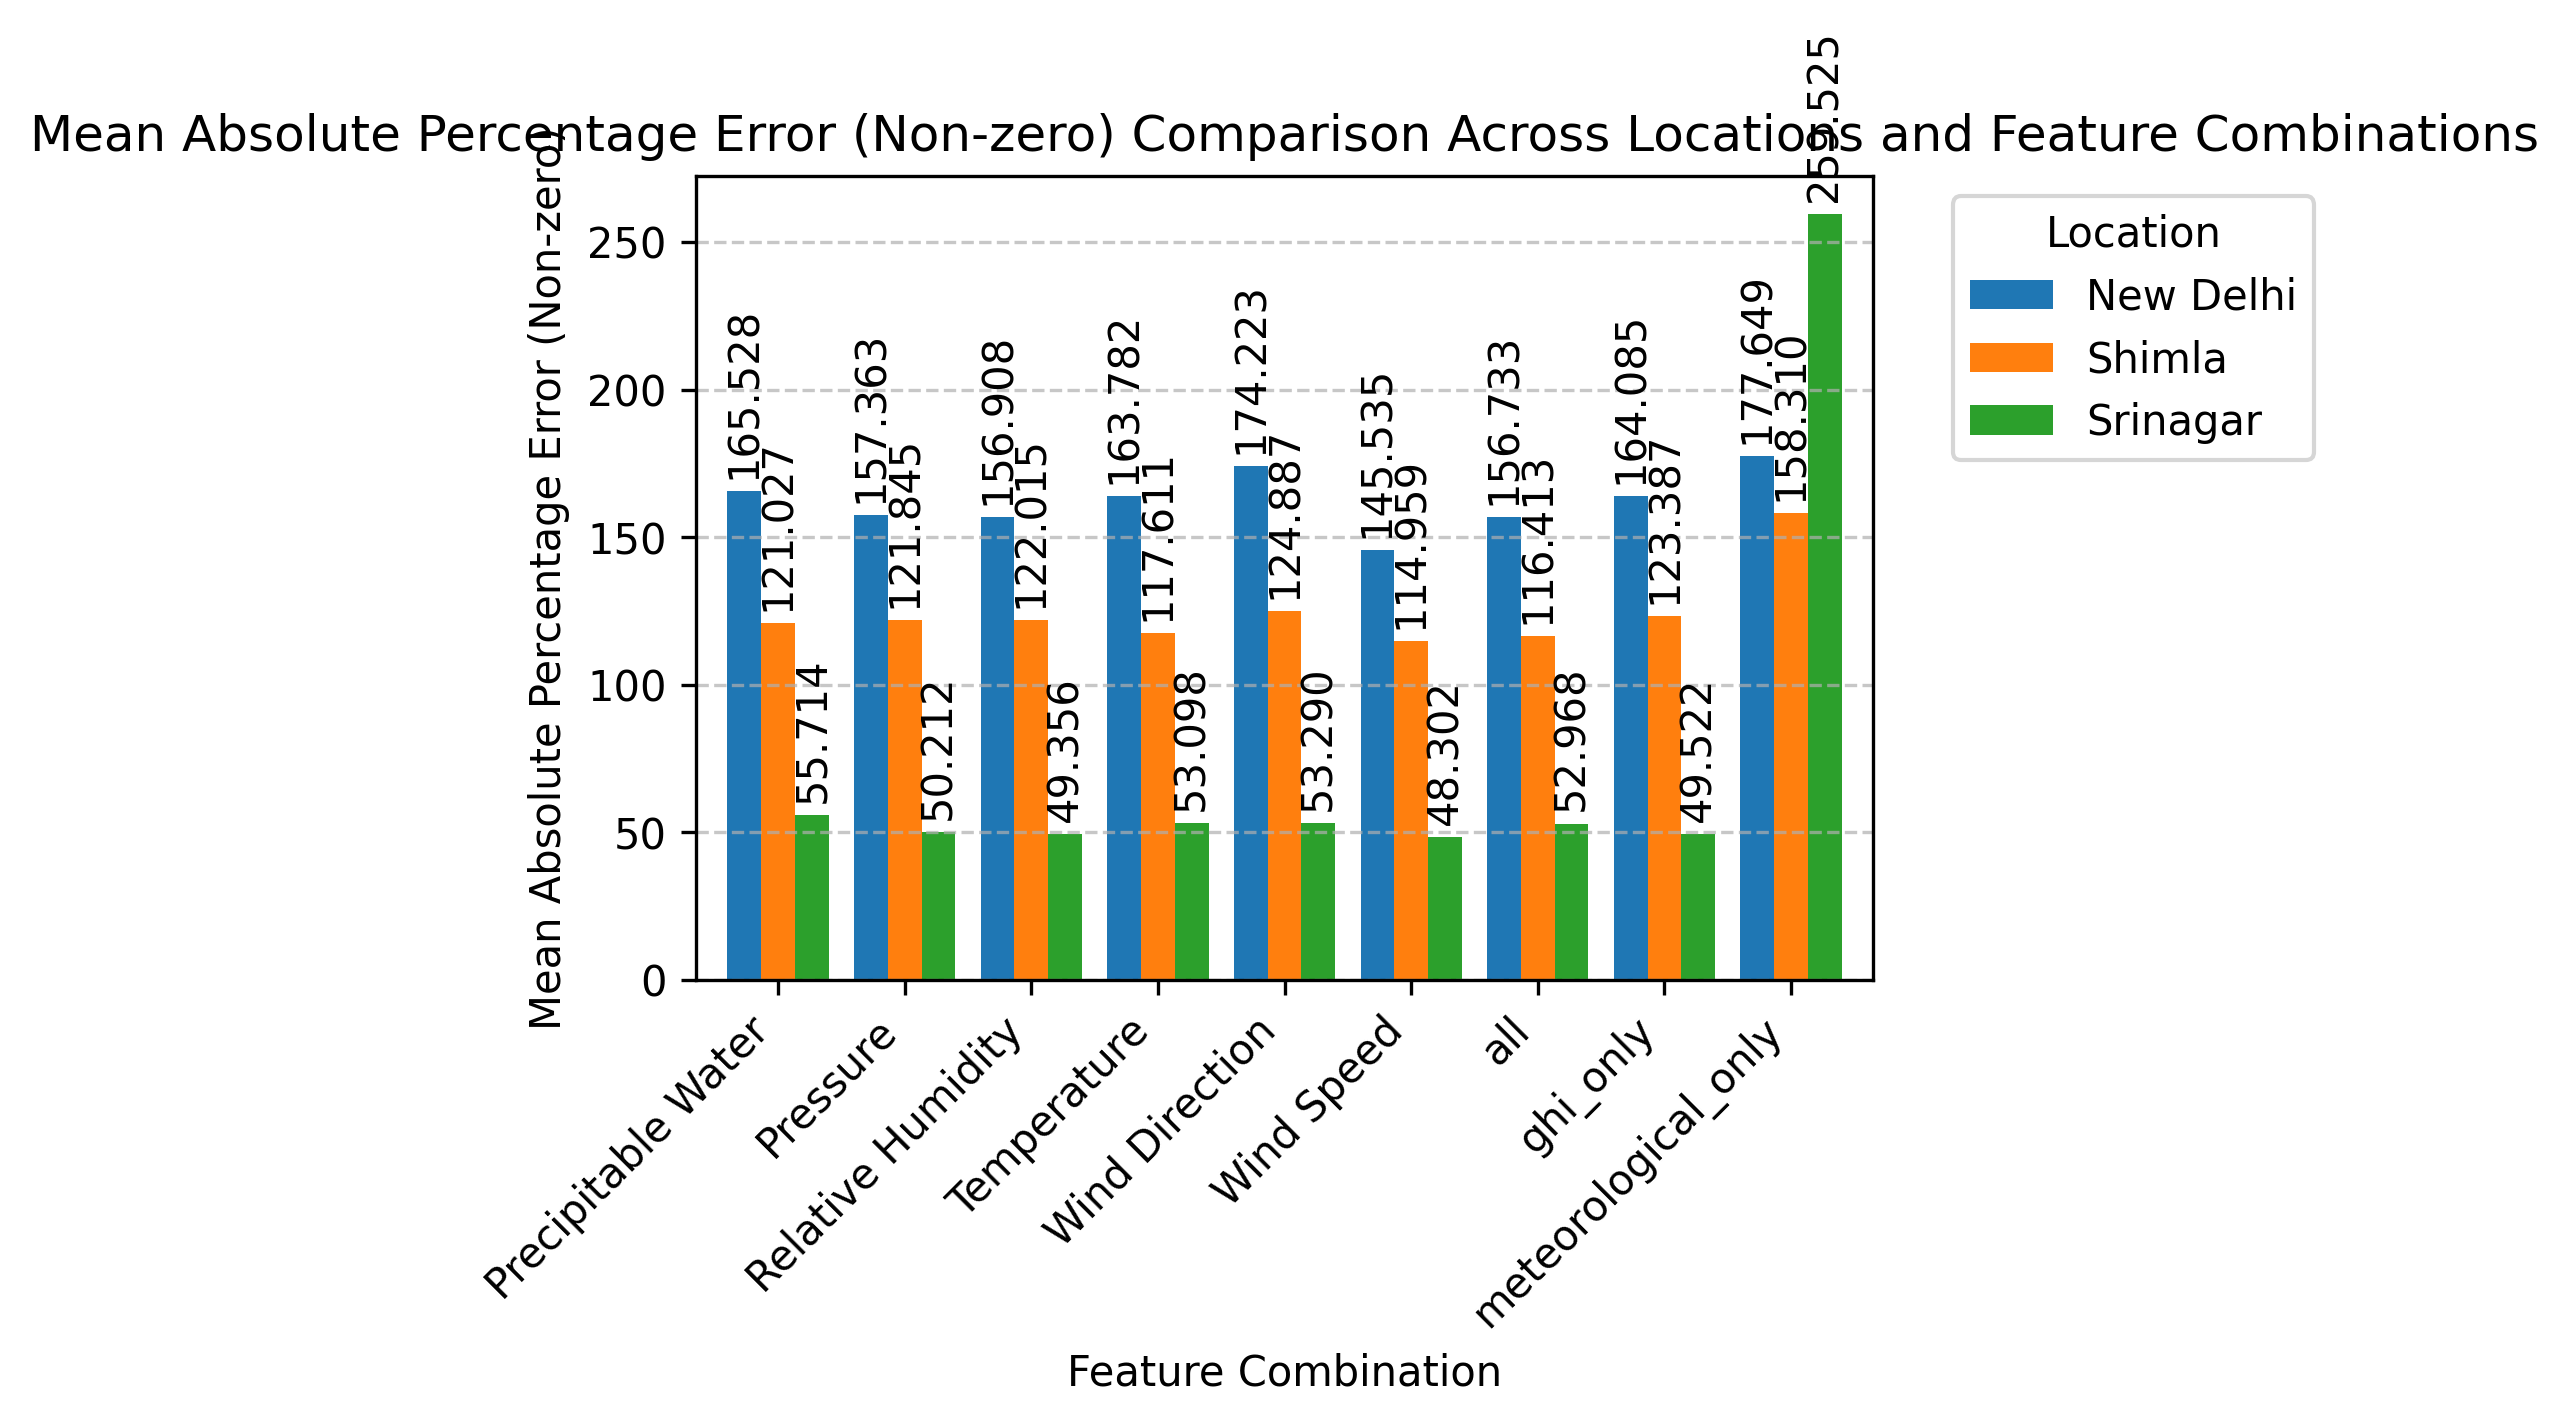 Mean Absolute Percentage Error (Non-zero) Comparison Across Locations and Feature Combinations
Mean Absolute Percentage Error (Non-zero)
250
200
150
100
50
0
165.528
121.027
55.714
157.363
121.845
50.212
156.908
122.015
49.356
163.782
117.611
53.098
174.223
124.887
53.290
145.535
114.959
48.302
156.733
116.413
52.968
164.085
123.387
49.522
177.649
158.310
259.525
Location
New Delhi
Shimla
Srinagar
Precipitable Water
Pressure
Relative Humidity
Temperature
Wind Direction
Wind Speed
all
ghi_only
meteorological_only
Feature Combination